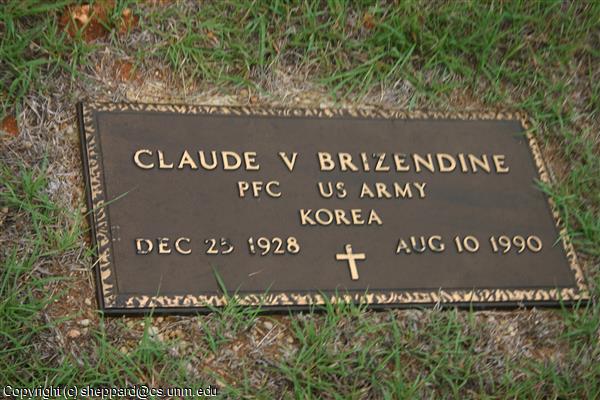 CLAUDE V BRIZENDINE
PFC US ARMY
KOREA
DEC 25 1928 AUG 10 1990
Copyright (c) sheppard@cs.unm.edu